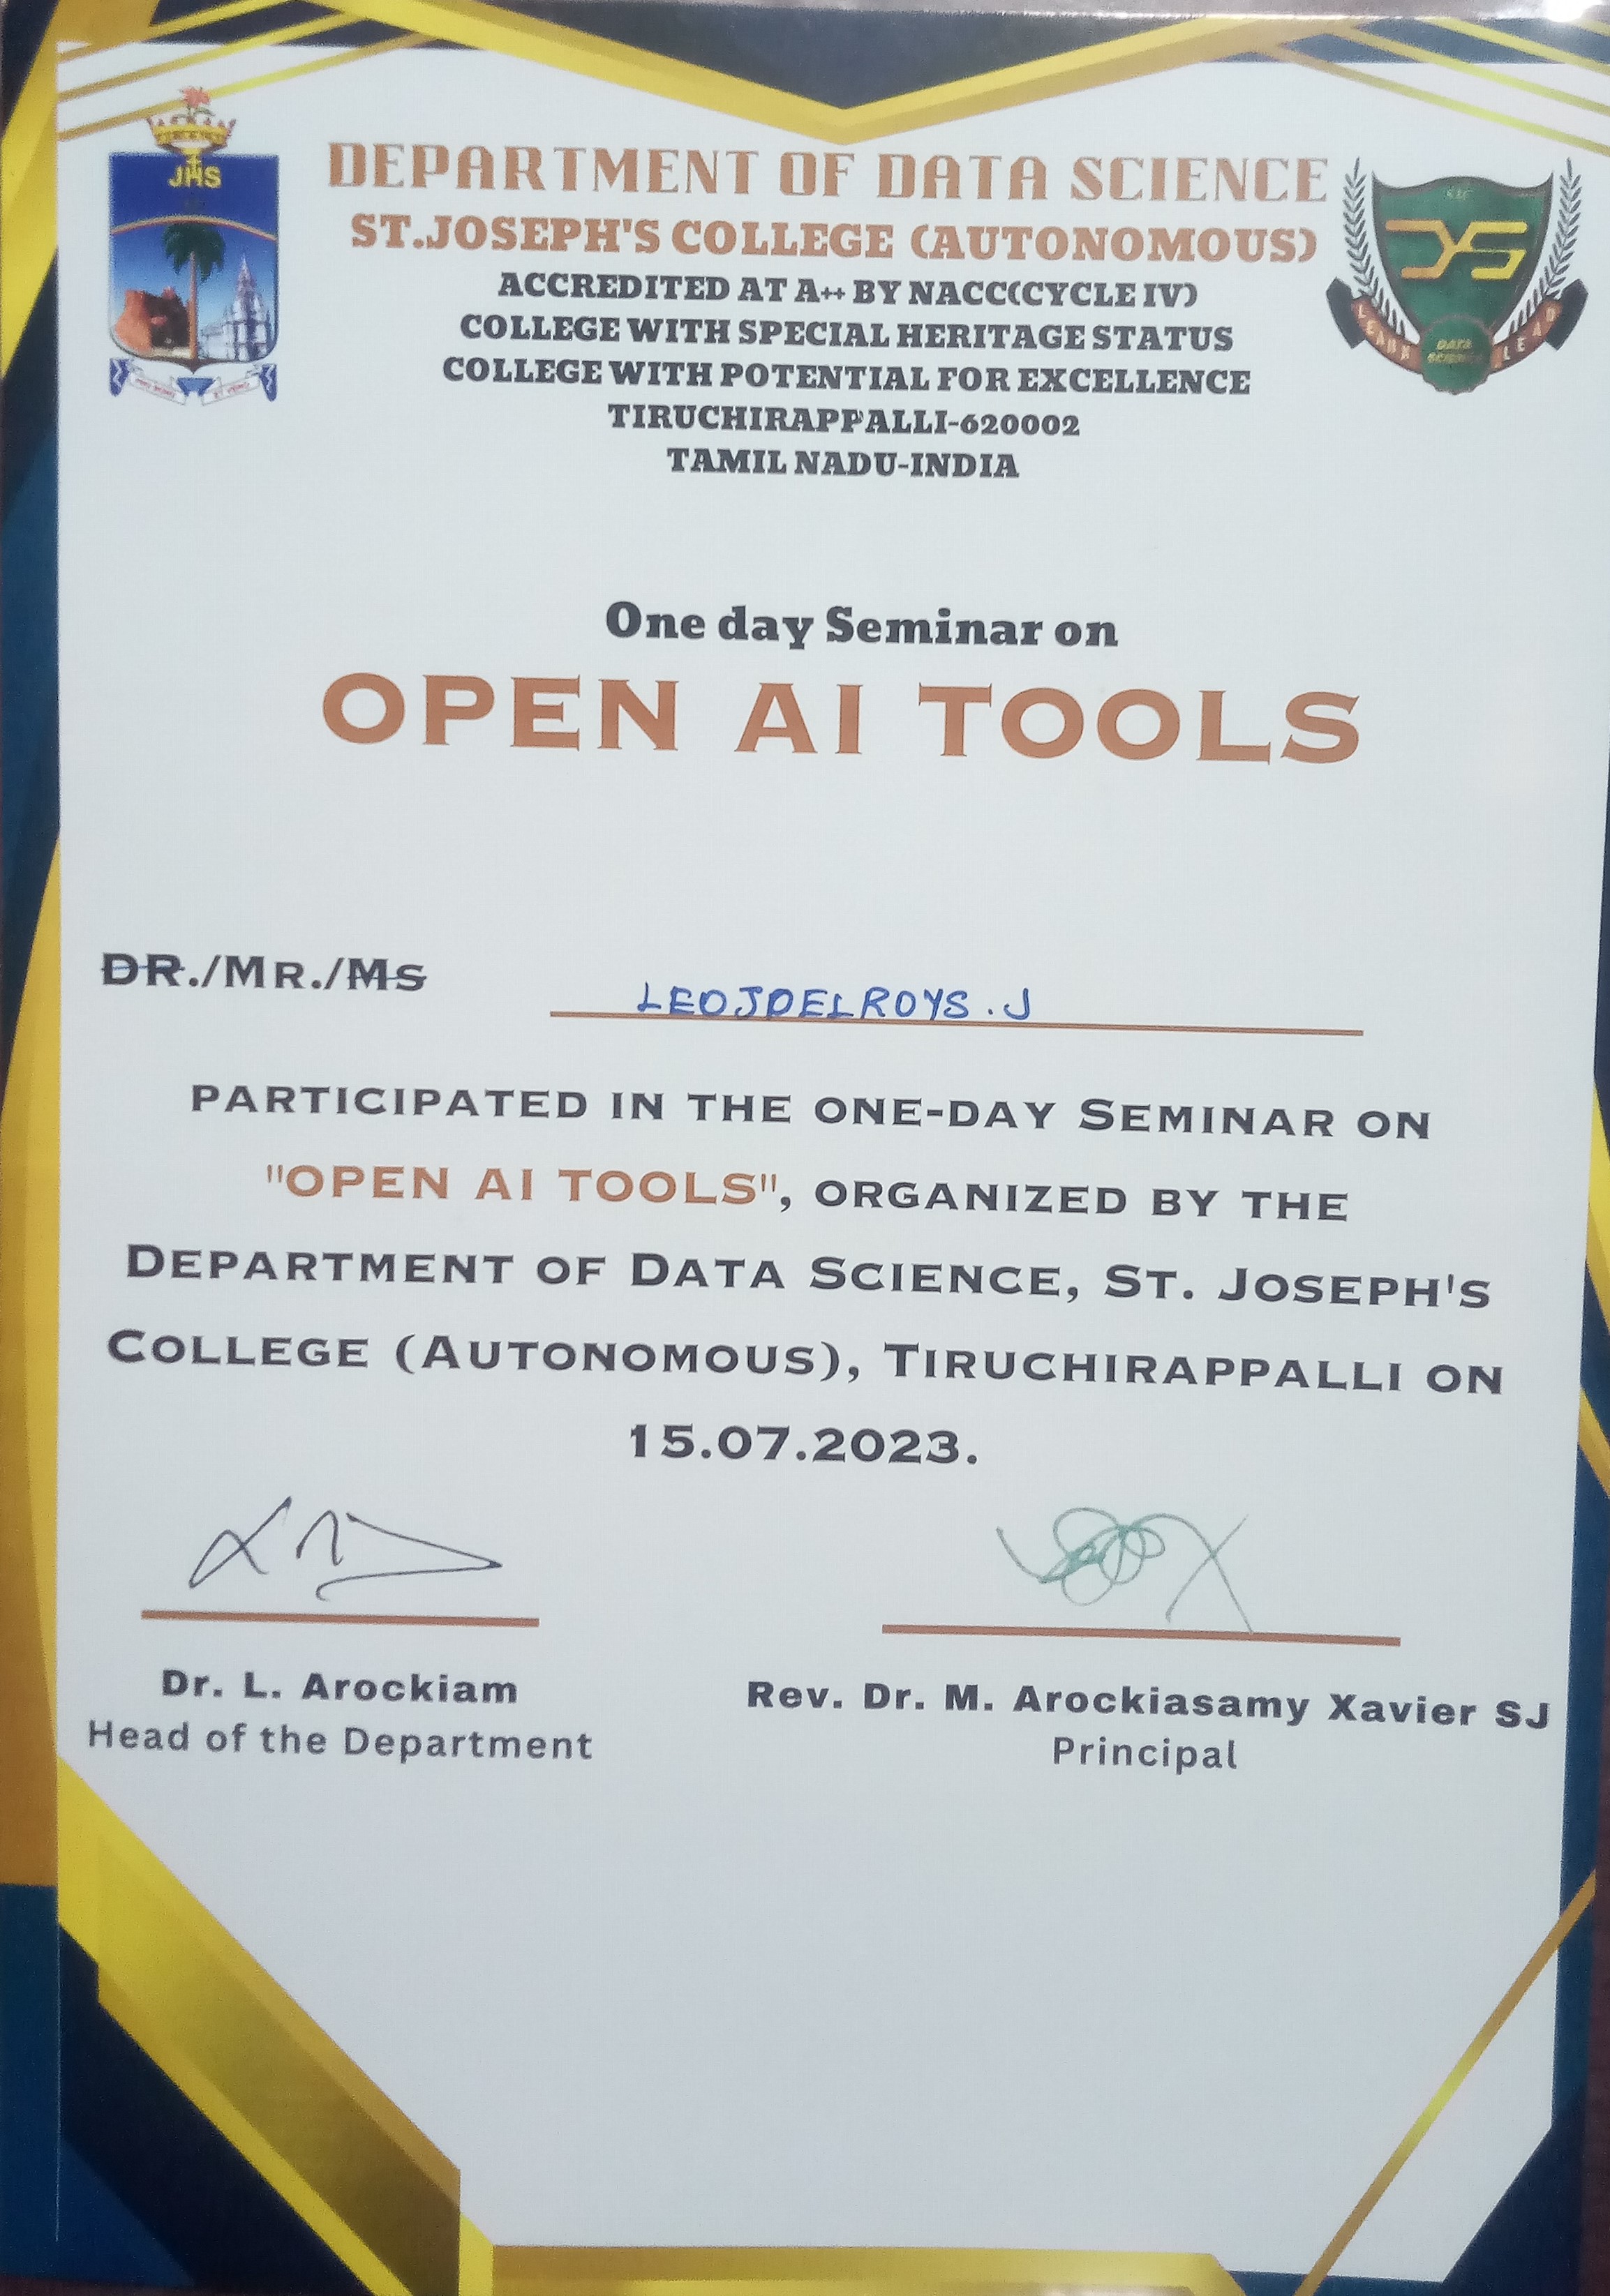 JHS
DEPARTMENT OF DATA SCIENCE
ST.JOSEPH'S COLLEGE (AUTONOMOUS)
ACCREDITED AT A++ BY NACC(CYCLE IV)
COLLEGE WITH SPECIAL HERITAGE STATUS
COLLEGE WITH POTENTIAL FOR EXCELLENCE
TIRUCHIRAPPALLI-620002
TAMIL NADU-INDIA
LEARN
DATA
SCIENCE
LEAD
One day Seminar on
OPEN AI TOOLS
DR./MR./MS LEOJOELROYS.J
PARTICIPATED IN THE ONE-DAY SEMINAR ON
"OPEN AI TOOLS", ORGANIZED BY THE
DEPARTMENT OF DATA SCIENCE, ST. JOSEPH'S
COLLEGE (AUTONOMOUS), TIRUCHIRAPPALLI ON
15.07.2023.
Dr. L. Arockiam
Head of the Department
Rev. Dr. M. Arockiasamy Xavier SJ
Principal